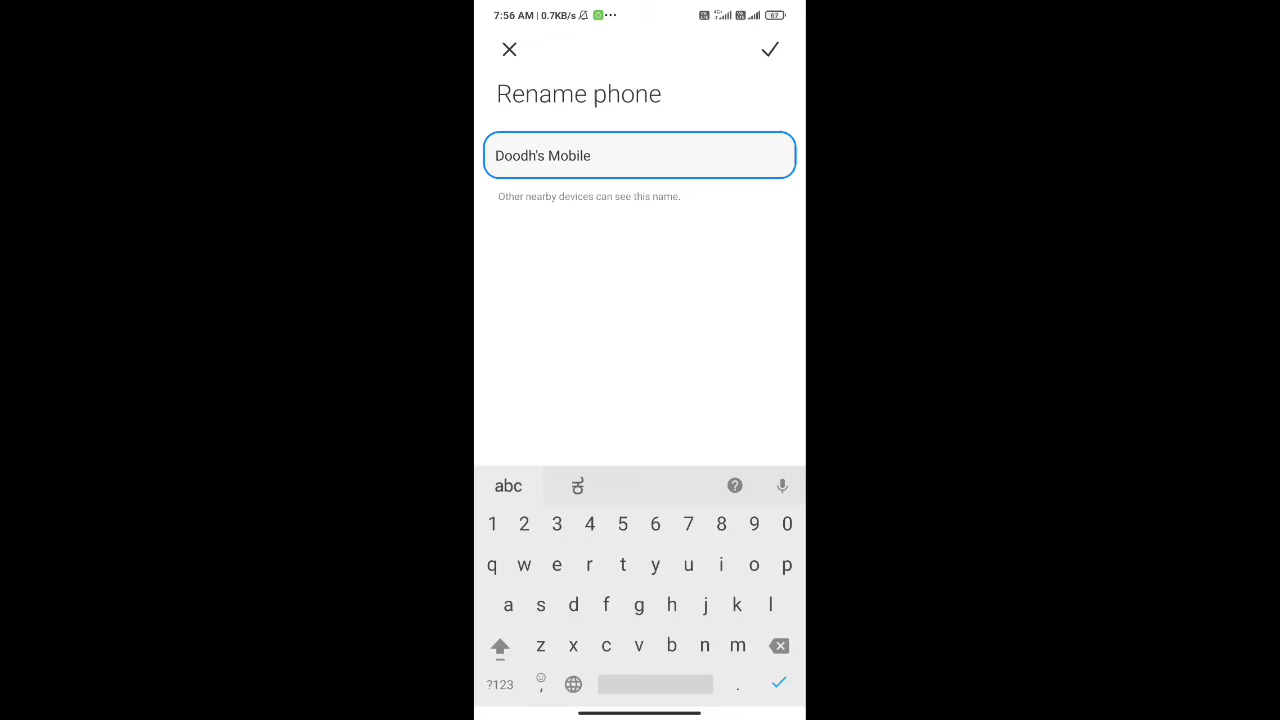 7:56 AM | 0.7KB/s
67
Rename phone
Doodh's Mobile
Other nearby devices can see this name.
abc
1 2 3 4 5 6 7 8 9 0
q w e r t y u i o p
a s d f g h j k l
z x c v b n m
?123 , .